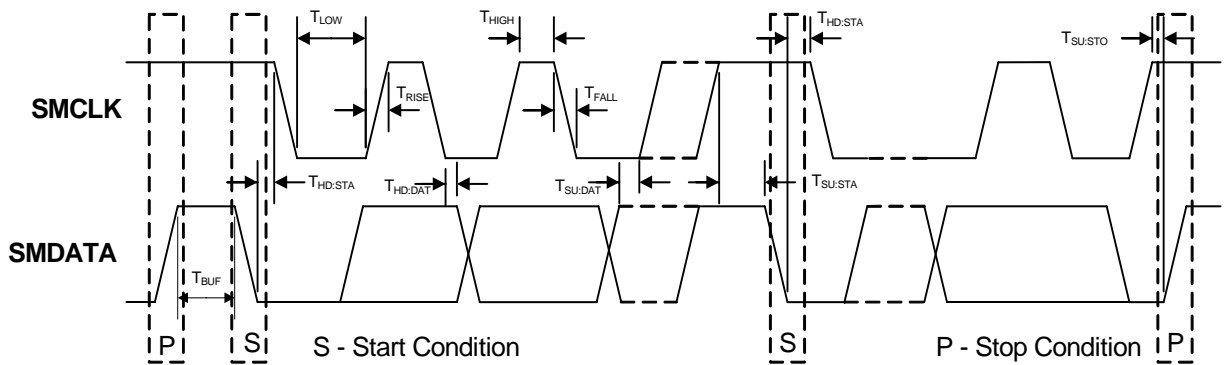 T_LOW
T_HIGH
T_HD:STA
T_SU:STO
SMCLK
T_RISE
T_FALL
T_HD:STA
T_HD:DAT
T_SU:DAT
T_SU:STA
SMDATA
T_BUF
P
S
S - Start Condition
S
P - Stop Condition
P